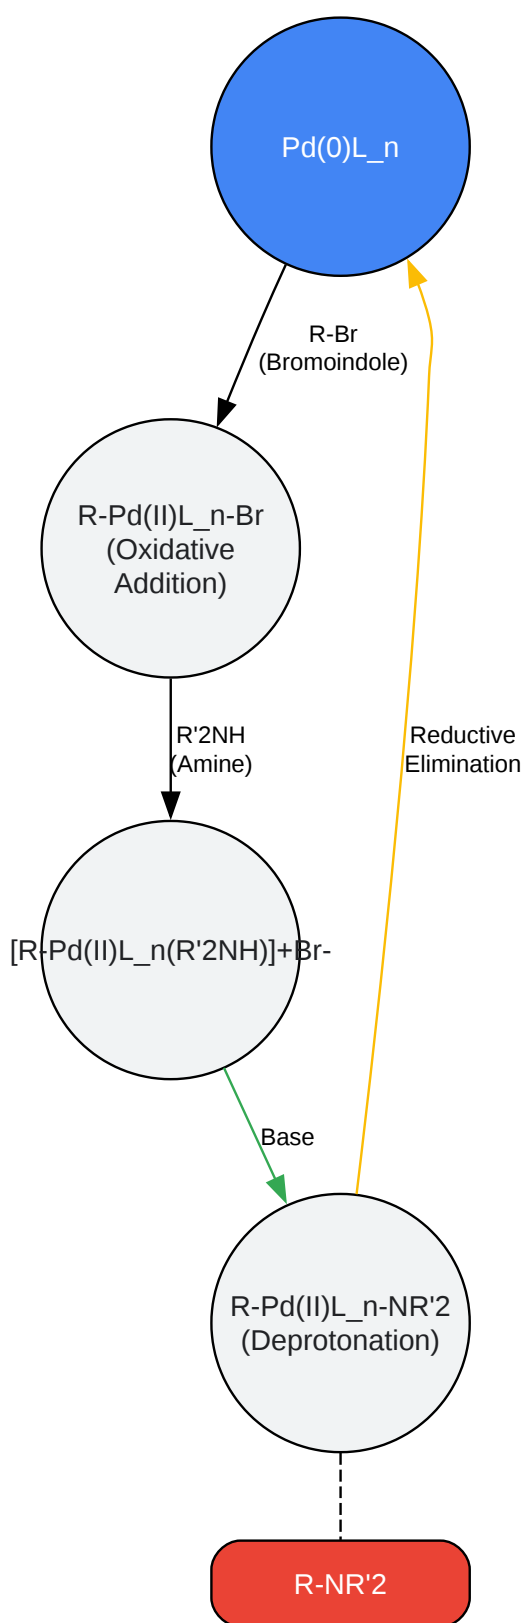 Pd(0)L_n
R-Br
(Bromoindole)
R-Pd(II)L_n-Br
(Oxidative
Addition)
R'2NH
(Amine)
Reductive
Elimination
[R-Pd(II)L_n(R'2NH)]+Br-
Base
R-Pd(II)L_n-NR'2
(Deprotonation)
R-NR'2